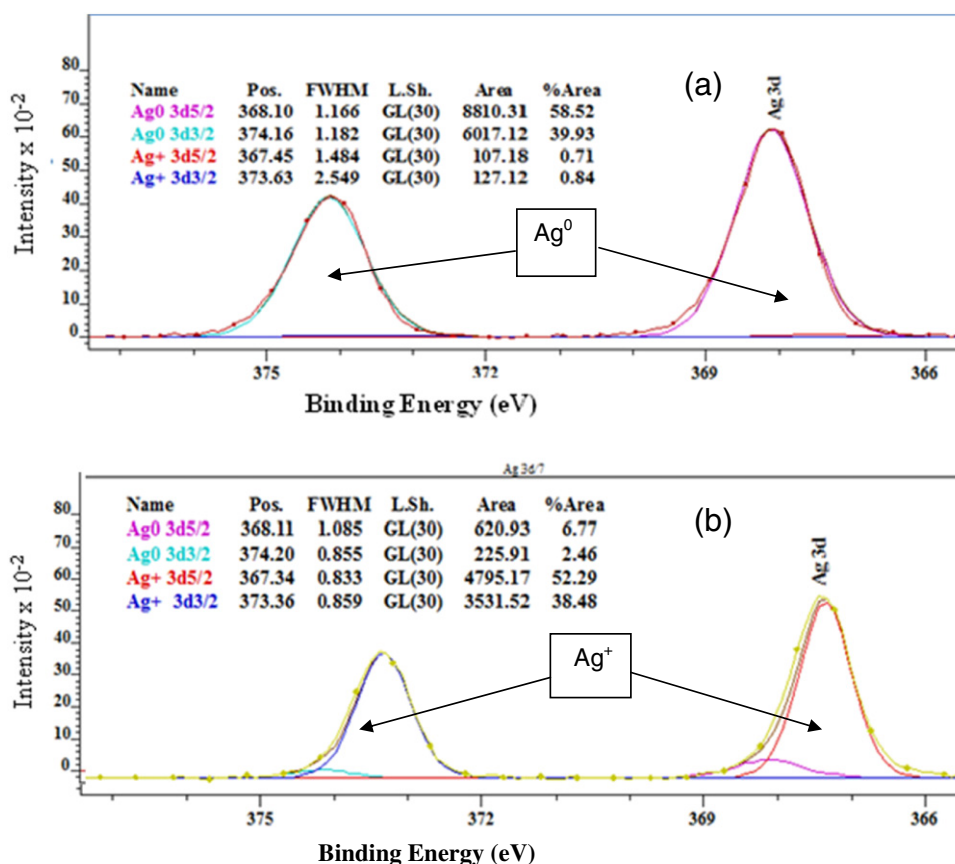 80
70
60
50
40
30
20
10
0
Intensity x 10⁻²
Name Pos. FWHM L.Sh. Area %Area
Ag0 3d5/2 368.10 1.166 GL(30) 8810.31 58.52
Ag0 3d3/2 374.16 1.182 GL(30) 6017.12 39.93
Ag+ 3d5/2 367.45 1.484 GL(30) 107.18 0.71
Ag+ 3d3/2 373.63 2.549 GL(30) 127.12 0.84
(a)
Ag 3d
Ag⁰
375 372 369 366
Binding Energy (eV)
Ag 3d/7
80
70
60
50
40
30
20
10
0
Intensity x 10⁻²
Name Pos. FWHM L.Sh. Area %Area
Ag0 3d5/2 368.11 1.085 GL(30) 620.93 6.77
Ag0 3d3/2 374.20 0.855 GL(30) 225.91 2.46
Ag+ 3d5/2 367.34 0.833 GL(30) 4795.17 52.29
Ag+ 3d3/2 373.36 0.859 GL(30) 3531.52 38.48
(b)
Ag 3d
Ag⁺
375 372 369 366
Binding Energy (eV)